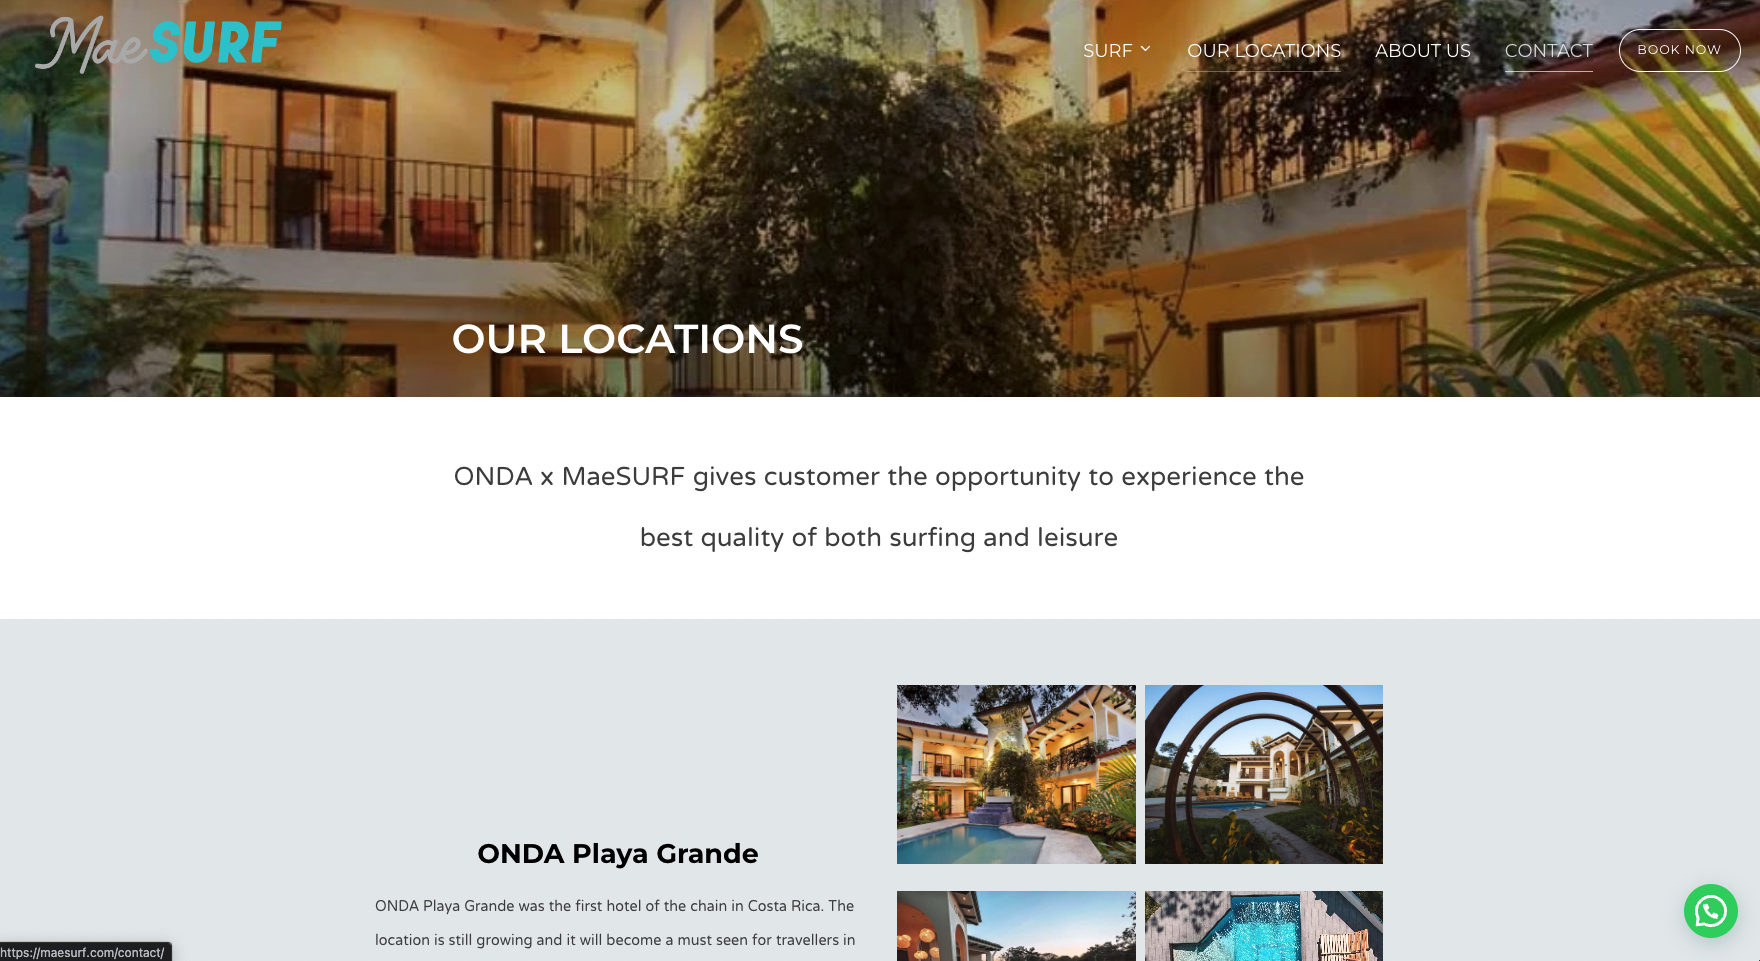 MaeSURF
SURF
OUR LOCATIONS
ABOUT US
CONTACT
BOOK NOW
OUR LOCATIONS
ONDA x MaeSURF gives customer the opportunity to experience the
best quality of both surfing and leisure
ONDA Playa Grande
ONDA Playa Grande was the first hotel of the chain in Costa Rica. The
location is still growing and it will become a must seen for travellers in
https://maesurf.com/contact/